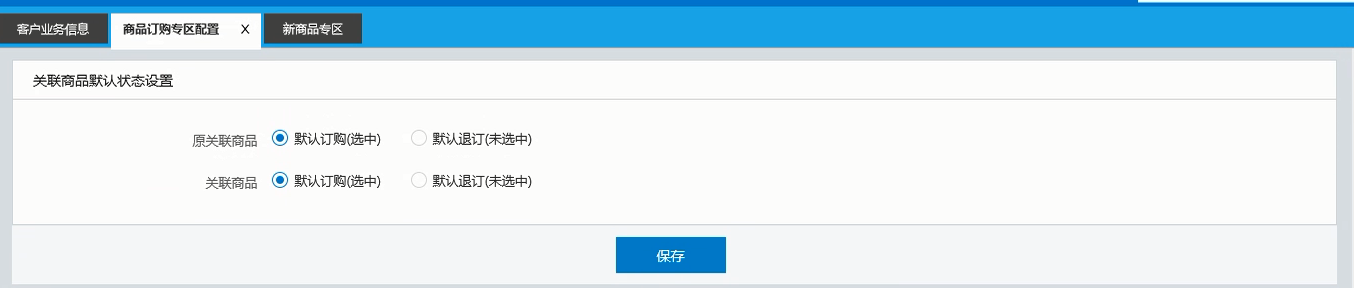 客户业务信息 商品订购专区配置 X 新商品专区
关联商品默认状态设置
原关联商品 默认订购(选中) 默认退订(未选中)
关联商品 默认订购(选中) 默认退订(未选中)
保存